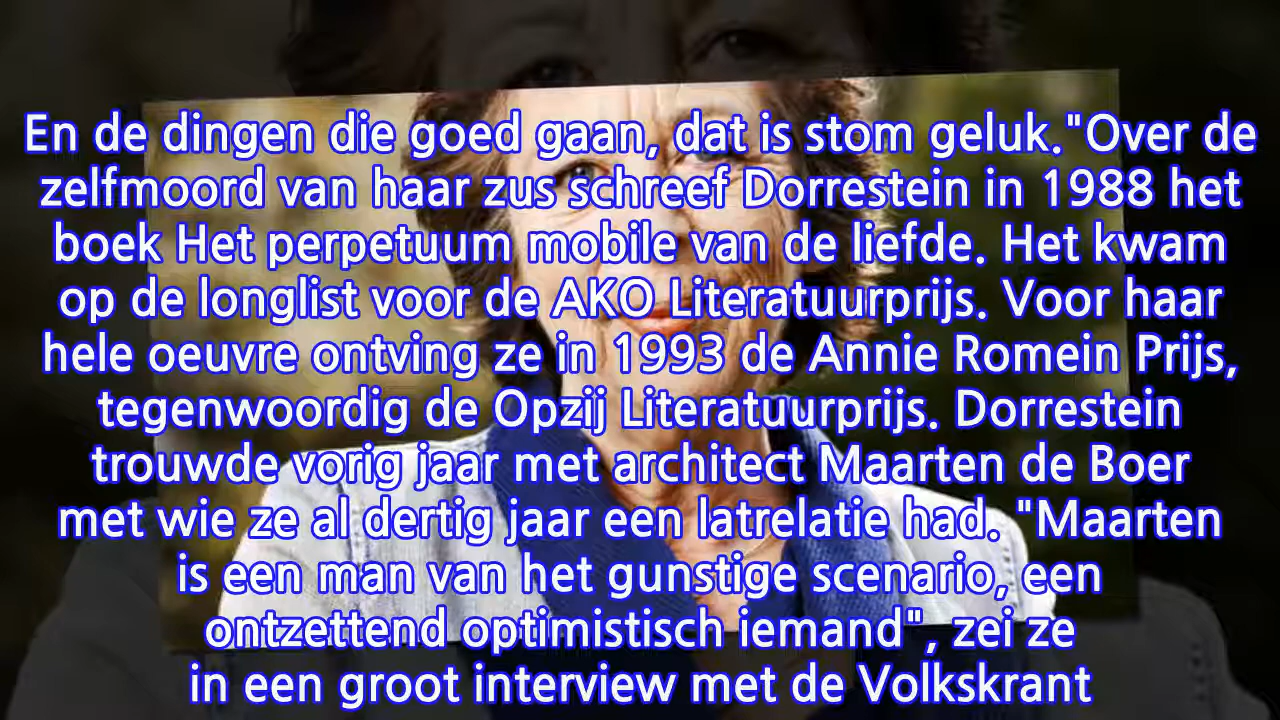 En de dingen die goed gaan, dat is stom geluk."Over de
zelfmoord van haar zus schreef Dorrestein in 1988 het
boek Het perpetuum mobile van de liefde. Het kwam
op de longlist voor de AKO Literatuurprijs. Voor haar
hele oeuvre ontving ze in 1993 de Annie Romein Prijs,
tegenwoordig de Opzij Literatuurprijs. Dorrestein
trouwde vorig jaar met architect Maarten de Boer
met wie ze al dertig jaar een latrelatie had. "Maarten
is een man van het gunstige scenario, een
ontzettend optimistisch iemand", zei ze
in een groot interview met de Volkskrant